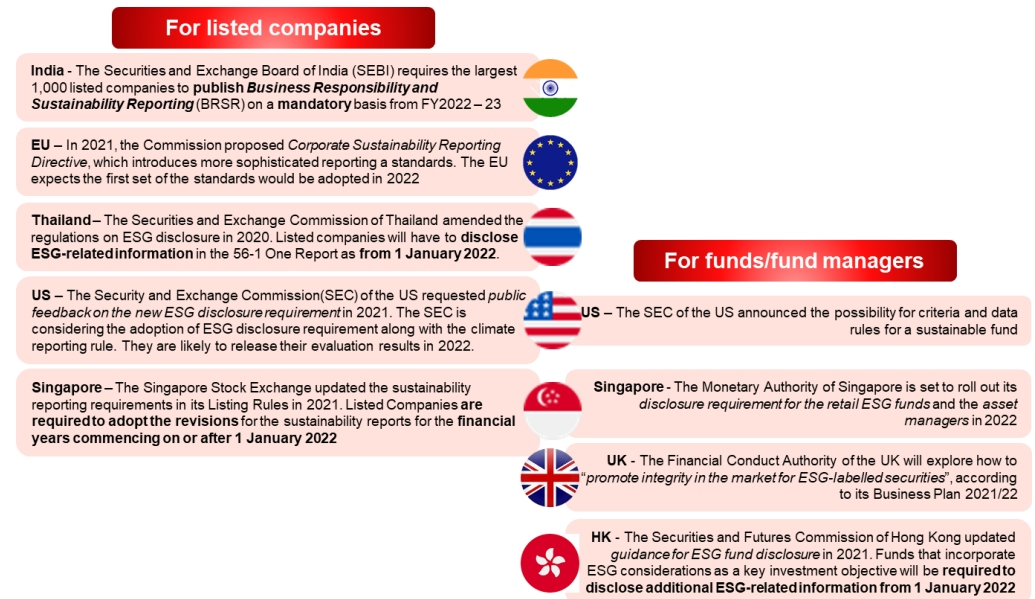 For listed companies
India - The Securities and Exchange Board of India (SEBI) requires the largest
1,000 listed companies to publish Business Responsibility and
Sustainability Reporting (BRSR) on a mandatory basis from FY2022 – 23
EU – In 2021, the Commission proposed Corporate Sustainability Reporting
Directive, which introduces more sophisticated reporting a standards. The EU
expects the first set of the standards would be adopted in 2022
Thailand – The Securities and Exchange Commission of Thailand amended the
regulations on ESG disclosure in 2020. Listed companies will have to disclose
ESG-related information in the 56-1 One Report as from 1 January 2022.
US – The Security and Exchange Commission(SEC) of the US requested public
feedback on the new ESG disclosure requirement in 2021. The SEC is
considering the adoption of ESG disclosure requirement along with the climate
reporting rule. They are likely to release their evaluation results in 2022.
Singapore – The Singapore Stock Exchange updated the sustainability
reporting requirements in its Listing Rules in 2021. Listed Companies are
required to adopt the revisions for the sustainability reports for the financial
years commencing on or after 1 January 2022
For funds/fund managers
US – The SEC of the US announced the possibility for criteria and data
rules for a sustainable fund
Singapore - The Monetary Authority of Singapore is set to roll out its
disclosure requirement for the retail ESG funds and the asset
managers in 2022
UK - The Financial Conduct Authority of the UK will explore how to
“promote integrity in the market for ESG-labelled securities”, according
to its Business Plan 2021/22
HK - The Securities and Futures Commission of Hong Kong updated
guidance for ESG fund disclosure in 2021. Funds that incorporate
ESG considerations as a key investment objective will be required to
disclose additional ESG-related information from 1 January 2022